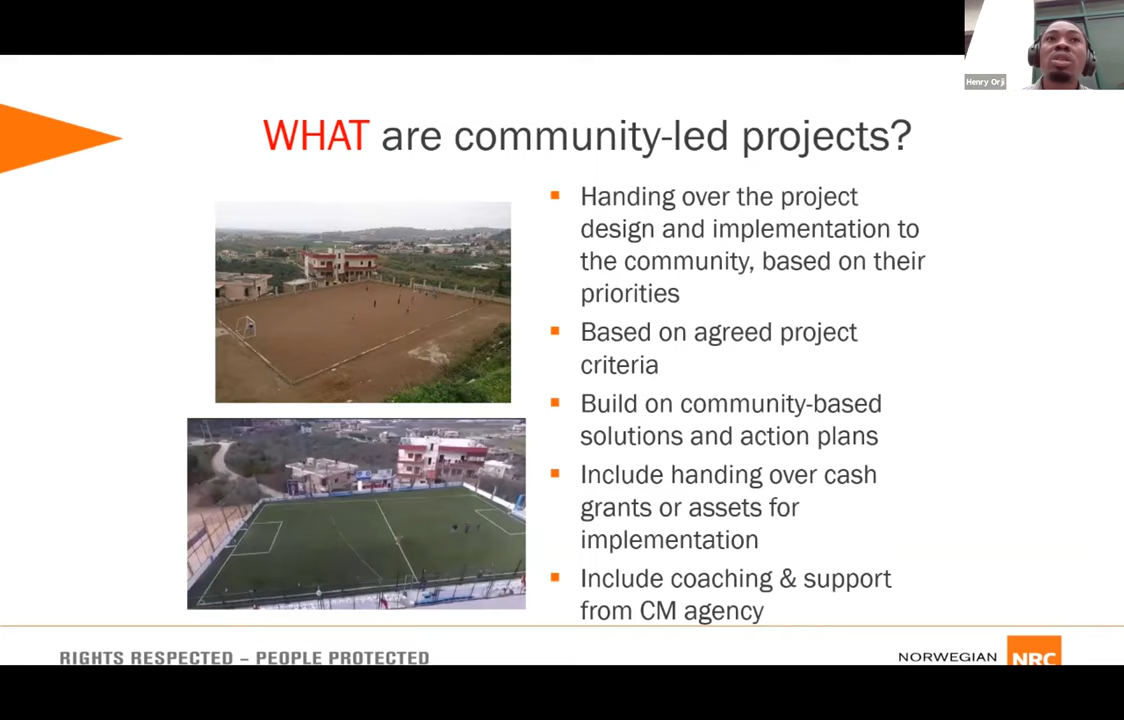 Henry Orji
WHAT are community-led projects?
▪ Handing over the project
design and implementation to
the community, based on their
priorities
▪ Based on agreed project
criteria
▪ Build on community-based
solutions and action plans
▪ Include handing over cash
grants or assets for
implementation
▪ Include coaching & support
from CM agency
RIGHTS RESPECTED – PEOPLE PROTECTED
NORWEGIAN
NRC